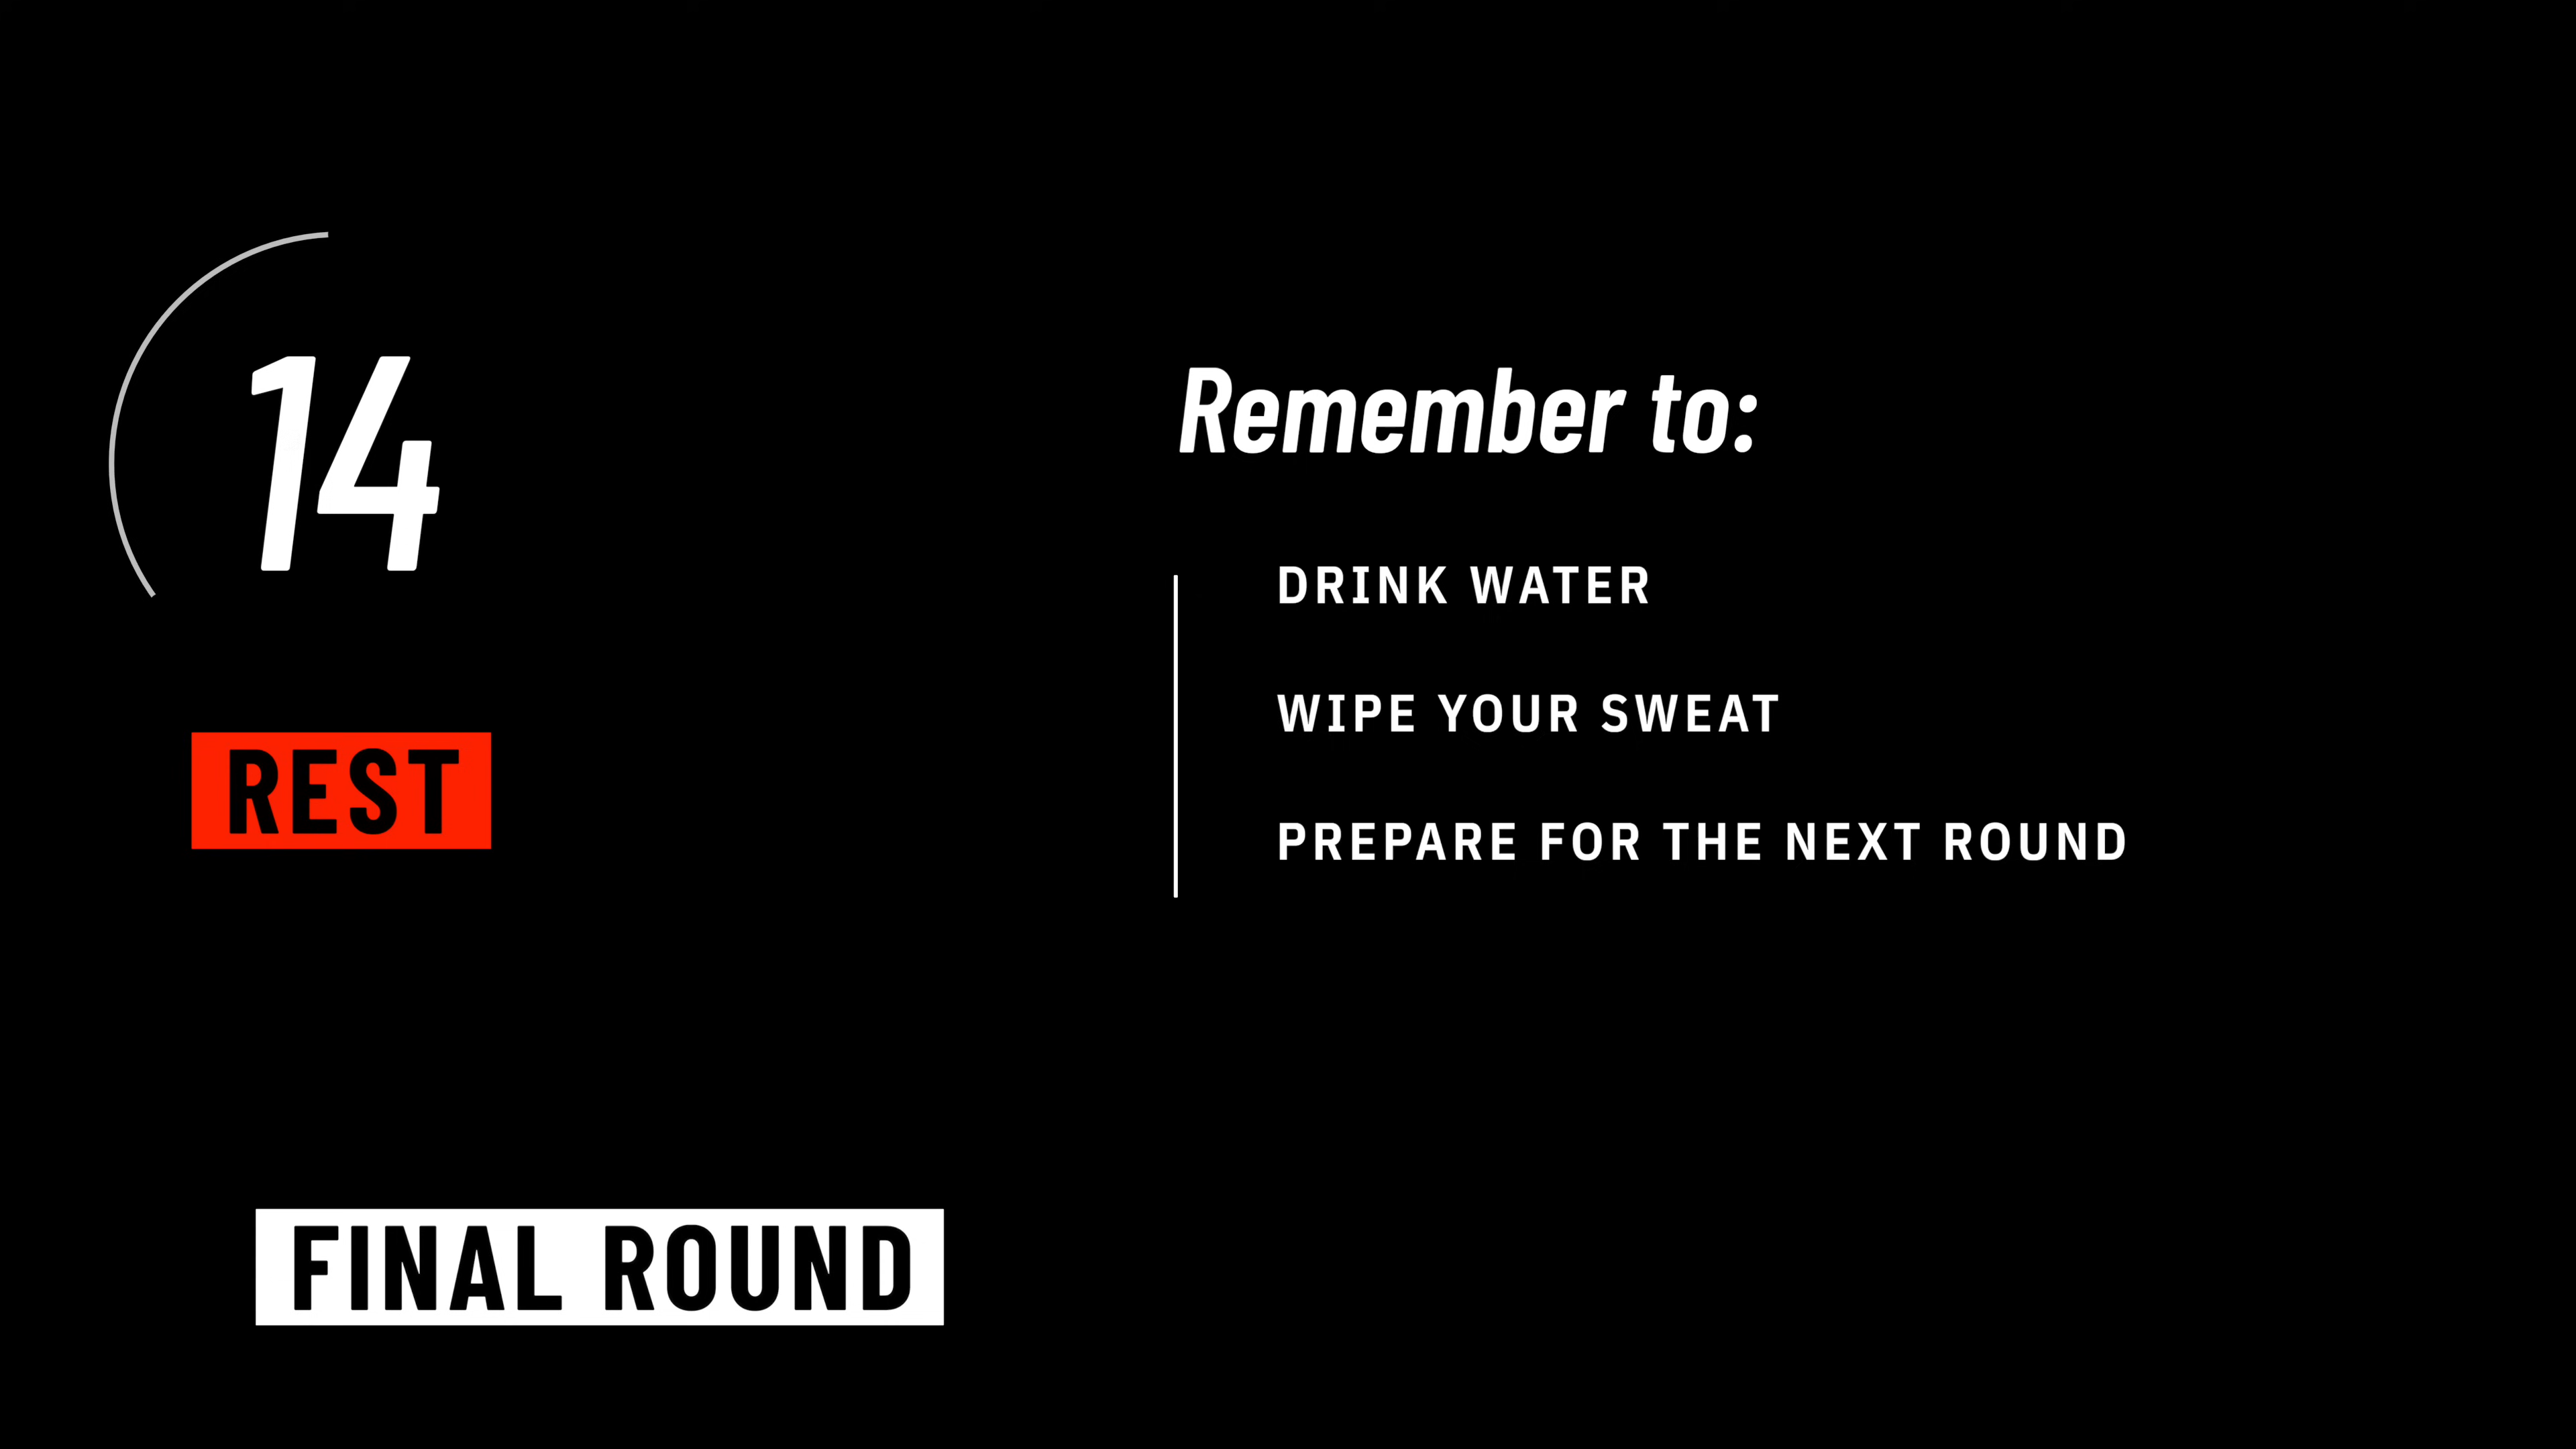 14
REST
Remember to:
DRINK WATER
WIPE YOUR SWEAT
PREPARE FOR THE NEXT ROUND
FINAL ROUND